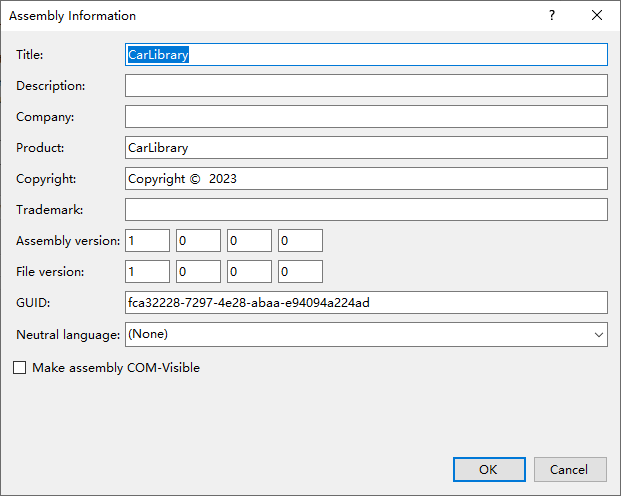 Assembly Information
Title: CarLibrary
Description:
Company:
Product: CarLibrary
Copyright: Copyright © 2023
Trademark:
Assembly version: 1 0 0 0
File version: 1 0 0 0
GUID: fca32228-7297-4e28-abaa-e94094a224ad
Neutral language: (None)
Make assembly COM-Visible
OK Cancel